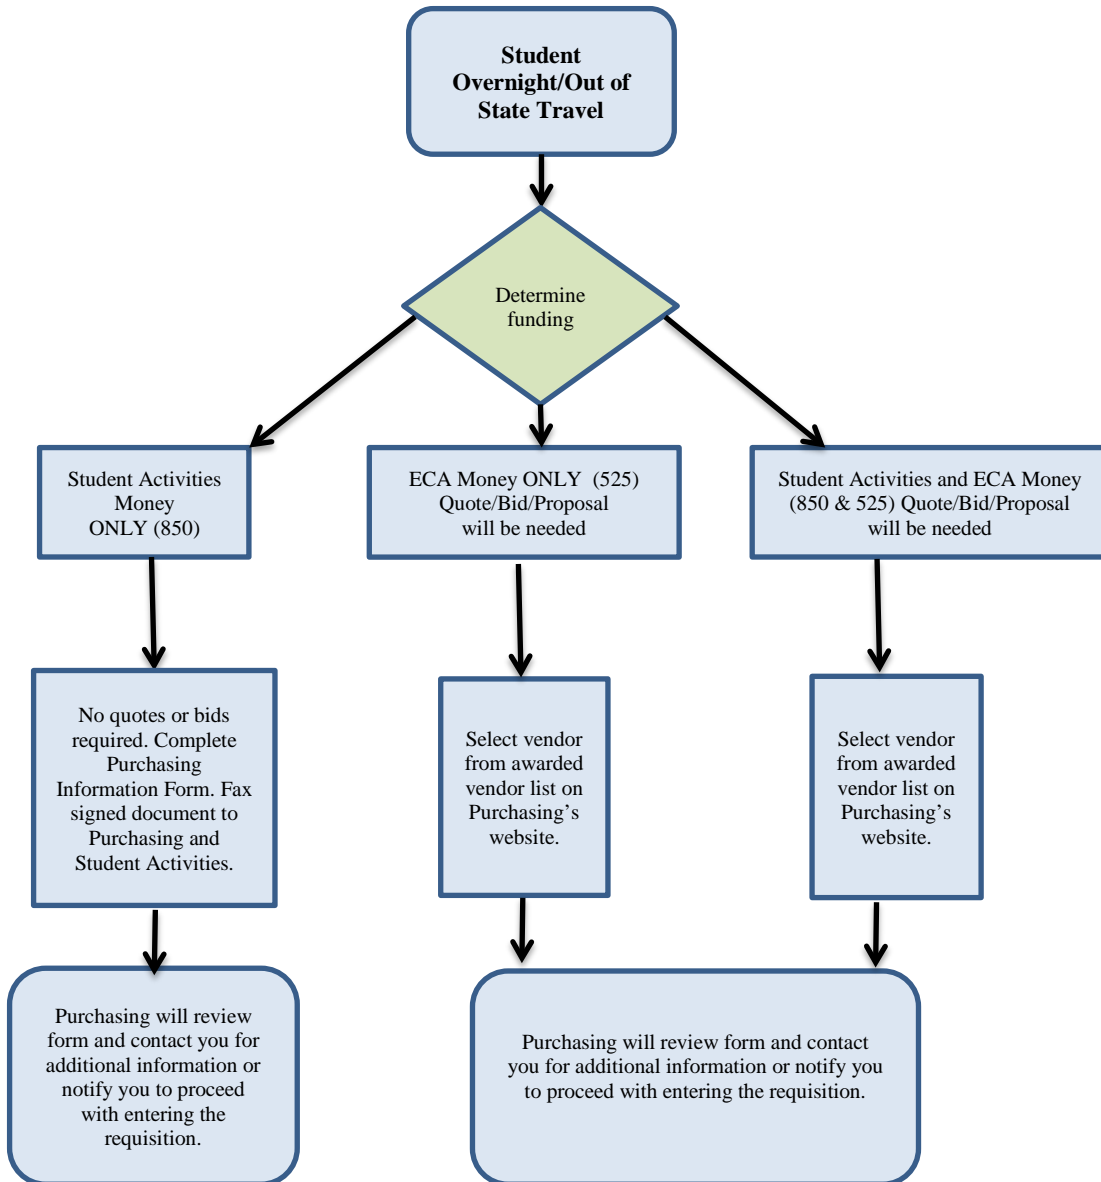 Student
Overnight/Out of
State Travel
Determine
funding
Student Activities
Money
ONLY (850)
ECA Money ONLY  (525)
Quote/Bid/Proposal
will be needed
Student Activities and ECA Money
(850 & 525) Quote/Bid/Proposal
will be needed
No quotes or bids
required. Complete
Purchasing
Information Form. Fax
signed document to
Purchasing and
Student Activities.
Select vendor
from awarded
vendor list on
Purchasing’s
website.
Select vendor
from awarded
vendor list on
Purchasing’s
website.
Purchasing will review
form and contact you for
additional information or
notify you to proceed
with entering the
requisition.
Purchasing will review form and contact
you for additional information or notify you
to proceed with entering the requisition.